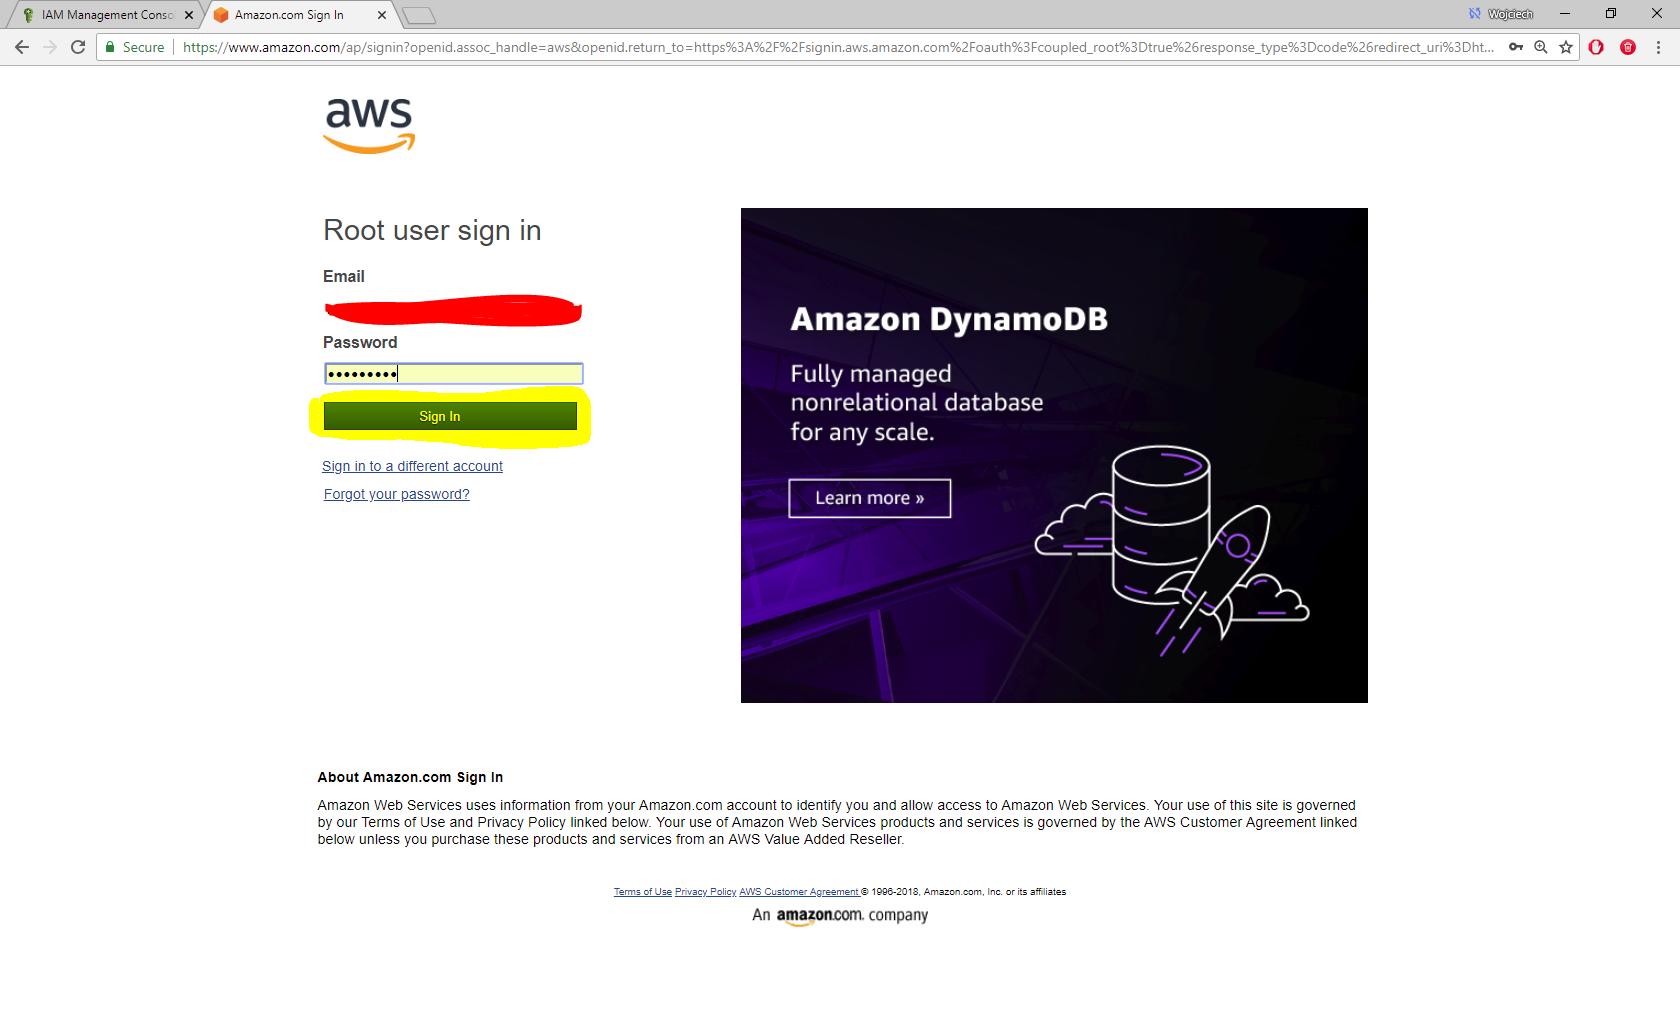 IAM Management Conso
Amazon.com Sign In
Wojciech
Secure
https://www.amazon.com/ap/signin?openid.assoc_handle=aws&openid.return_to=https%3A%2F%2Fsignin.aws.amazon.com%2Foauth%3Fcoupled_root%3Dtrue%26response_type%3Dcode%26redirect_uri%3Dht...
aws
Root user sign in
Email
Password
Sign In
Sign in to a different account
Forgot your password?
Amazon DynamoDB
Fully managed
nonrelational database
for any scale.
Learn more »
About Amazon.com Sign In
Amazon Web Services uses information from your Amazon.com account to identify you and allow access to Amazon Web Services. Your use of this site is governed
by our Terms of Use and Privacy Policy linked below. Your use of Amazon Web Services products and services is governed by the AWS Customer Agreement linked
below unless you purchase these products and services from an AWS Value Added Reseller.
Terms of Use Privacy Policy AWS Customer Agreement © 1996-2018, Amazon.com, Inc. or its affiliates
An amazon.com. company